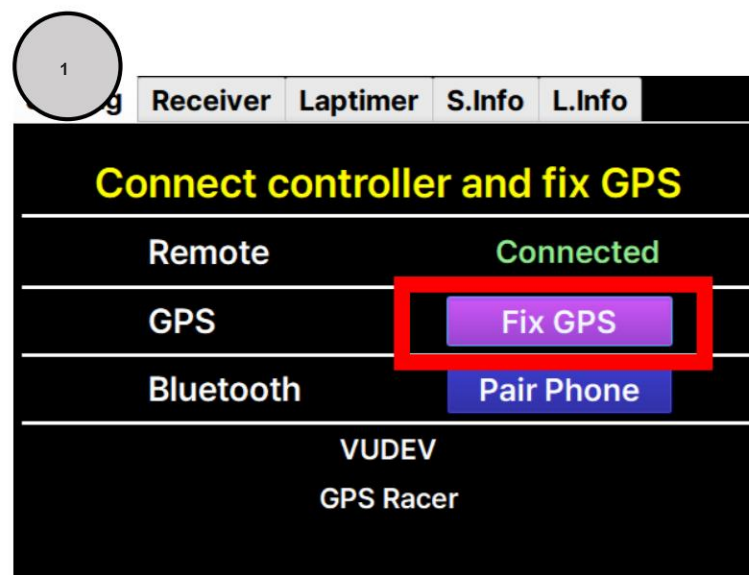 1
Receiver Laptimer S.Info L.Info
Connect controller and fix GPS
Remote Connected
GPS Fix GPS
Bluetooth Pair Phone
VUDEV
GPS Racer